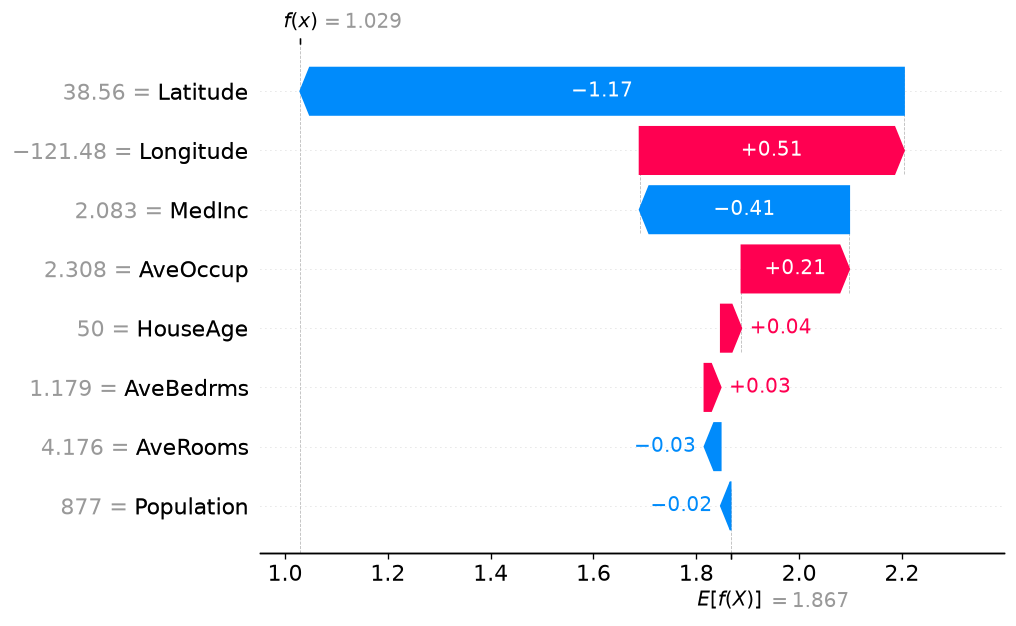 f(x) = 1.029
38.56 = Latitude −1.17
−121.48 = Longitude +0.51
2.083 = MedInc −0.41
2.308 = AveOccup +0.21
50 = HouseAge +0.04
1.179 = AveBedrms +0.03
4.176 = AveRooms −0.03
877 = Population −0.02
1.0 1.2 1.4 1.6 1.8 2.0 2.2
E[f(X)] = 1.867